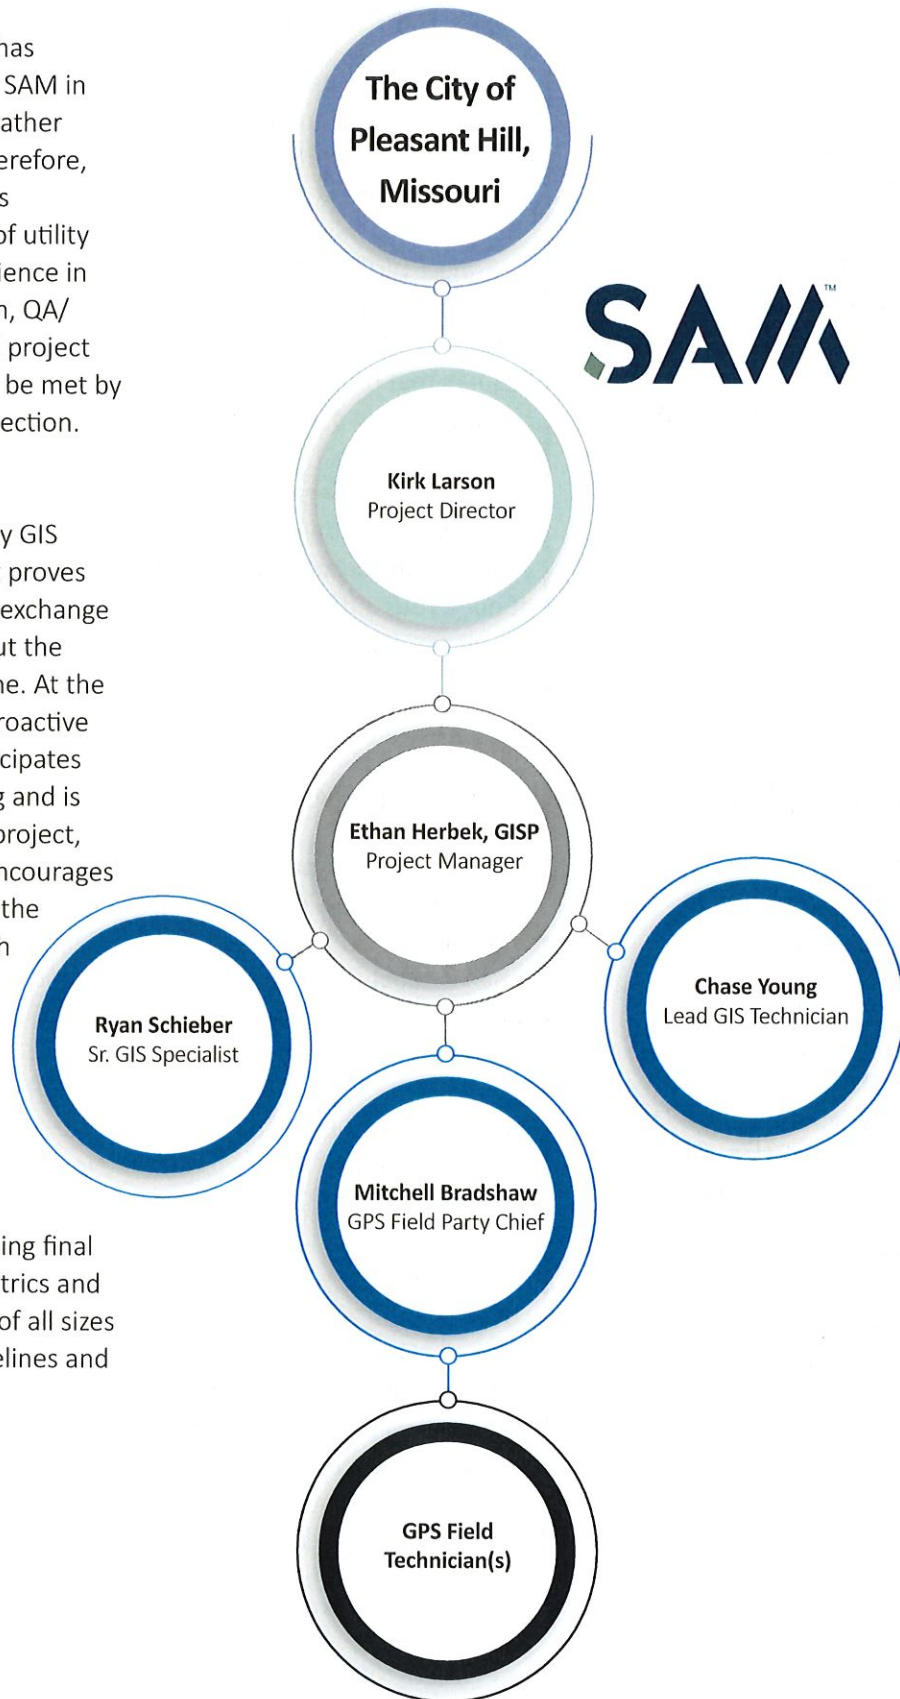 has
SAM in
ather
erefore,
s
of utility
ience in
n, QA/
project
be met by
ection.
y GIS
proves
exchange
ut the
ne. At the
roactive
cipates
g and is
project,
ncourages
the
h
ing final
trics and
of all sizes
elines and
The City of
Pleasant Hill,
Missouri
SAM™
Kirk Larson
Project Director
Ethan Herbek, GISP
Project Manager
Ryan Schieber
Sr. GIS Specialist
Chase Young
Lead GIS Technician
Mitchell Bradshaw
GPS Field Party Chief
GPS Field
Technician(s)